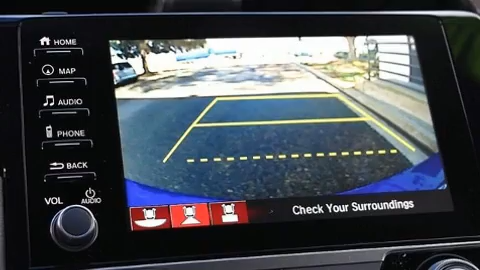 HOME
MAP
AUDIO
PHONE
BACK
VOL
AUDIO
Check Your Surroundings